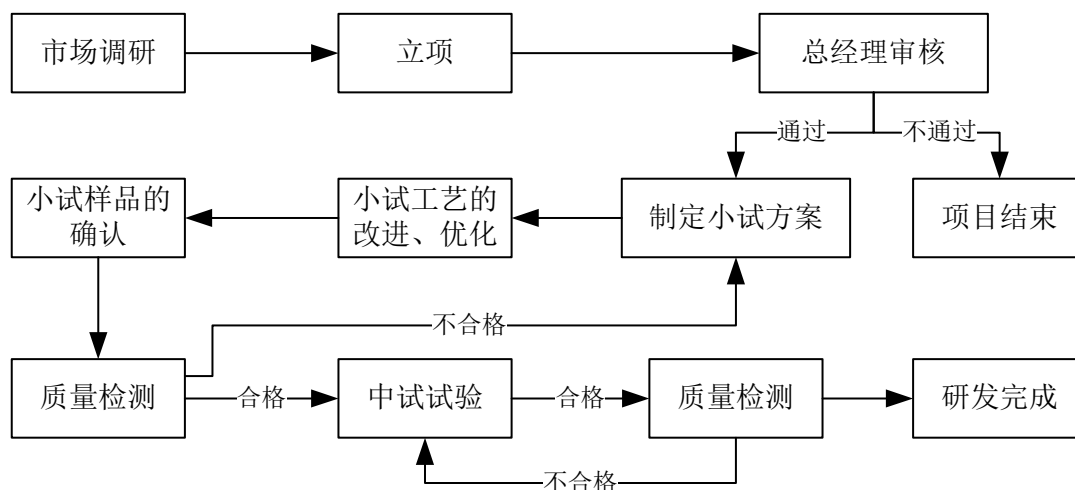 市场调研
立项
总经理审核
通过
不通过
小试样品的
确认
小试工艺的
改进、优化
制定小试方案
项目结束
不合格
质量检测
合格
中试试验
合格
质量检测
研发完成
不合格